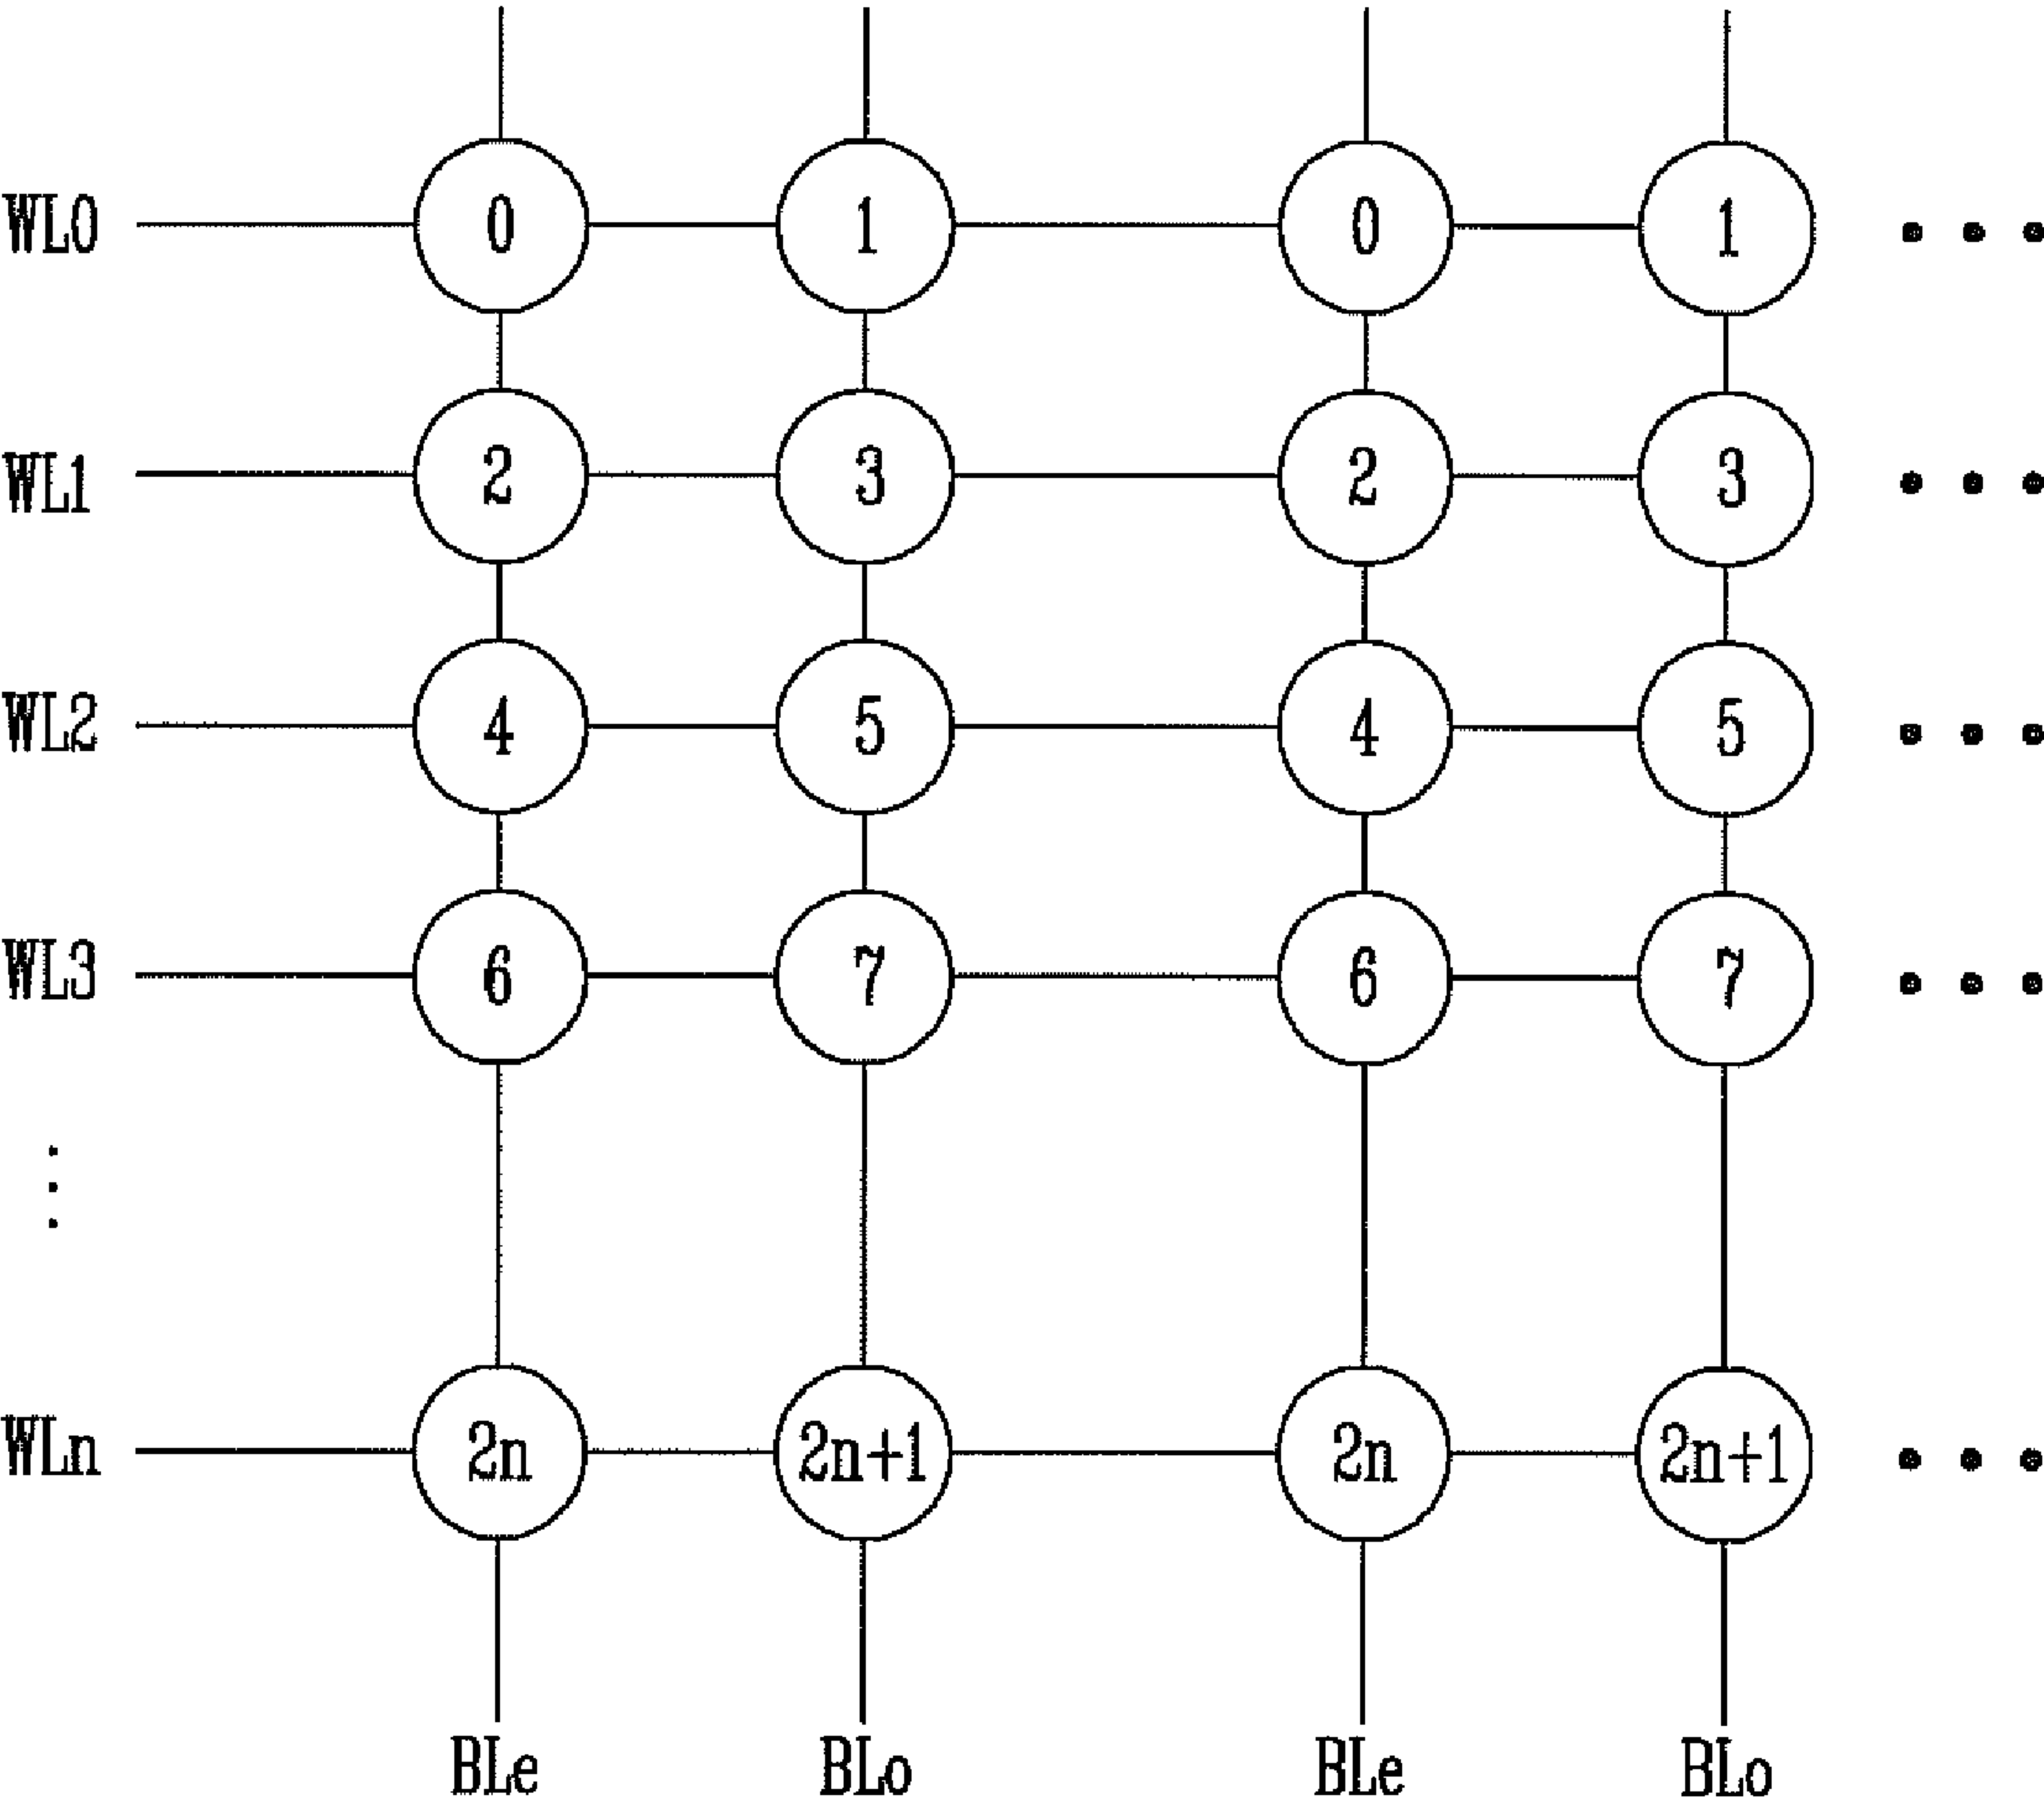 WL0 0 1 0 1
WL1 2 3 2 3
WL2 4 5 4 5
WL3 6 7 6 7
WLn 2n 2n+1 2n 2n+1
BLe BLo BLe BLo